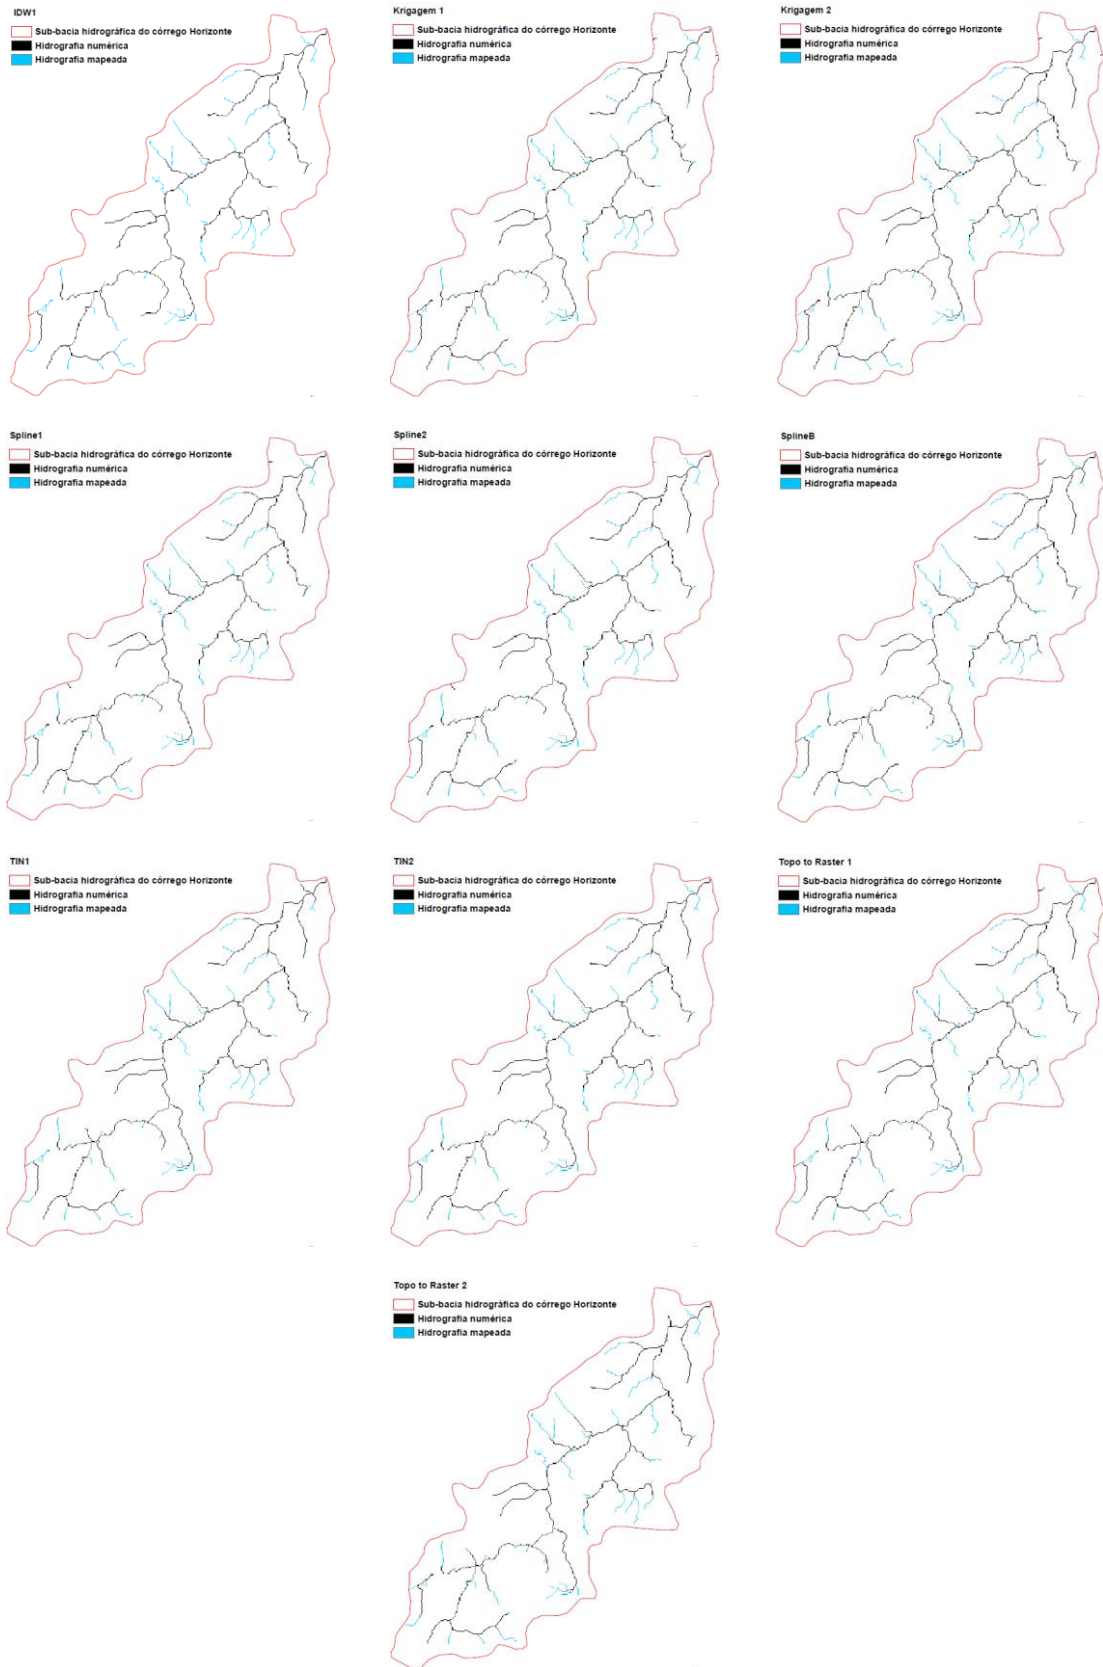 IDW1
Sub-bacia hidrográfica do córrego Horizonte
Hidrografia numérica
Hidrografia mapeada
Krigagem 1
Sub-bacia hidrográfica do córrego Horizonte
Hidrografia numérica
Hidrografia mapeada
Krigagem 2
Sub-bacia hidrográfica do córrego Horizonte
Hidrografia numérica
Hidrografia mapeada
Spline1
Sub-bacia hidrográfica do córrego Horizonte
Hidrografia numérica
Hidrografia mapeada
Spline2
Sub-bacia hidrográfica do córrego Horizonte
Hidrografia numérica
Hidrografia mapeada
SplineB
Sub-bacia hidrográfica do córrego Horizonte
Hidrografia numérica
Hidrografia mapeada
TIN1
Sub-bacia hidrográfica do córrego Horizonte
Hidrografia numérica
Hidrografia mapeada
TIN2
Sub-bacia hidrográfica do córrego Horizonte
Hidrografia numérica
Hidrografia mapeada
Topo to Raster 1
Sub-bacia hidrográfica do córrego Horizonte
Hidrografia numérica
Hidrografia mapeada
Topo to Raster 2
Sub-bacia hidrográfica do córrego Horizonte
Hidrografia numérica
Hidrografia mapeada